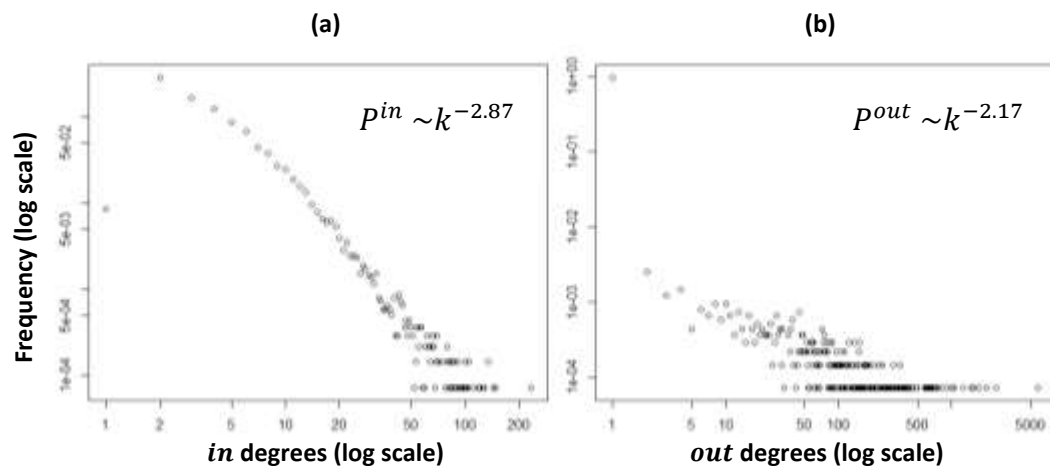 (a)
(b)
Frequency (log scale)
5e-02
5e-03
5e-04
1e-04
P^in ~k^−2.87
1 2 5 10 20 50 100 200
in degrees (log scale)
1e+00
1e-01
1e-02
1e-03
1e-04
P^out ~k^−2.17
1 5 10 50 100 500 5000
out degrees (log scale)